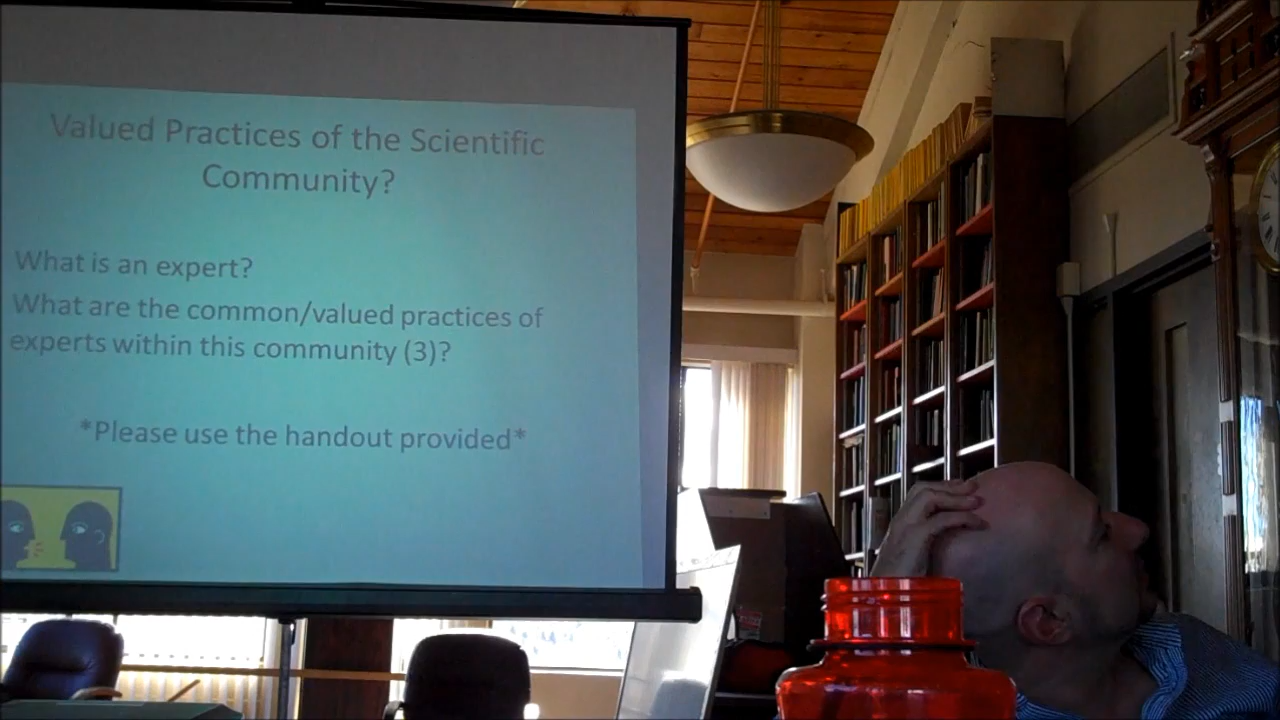 Valued Practices of the Scientific
Community?
What is an expert?
What are the common/valued practices of
experts within this community (3)?
*Please use the handout provided*